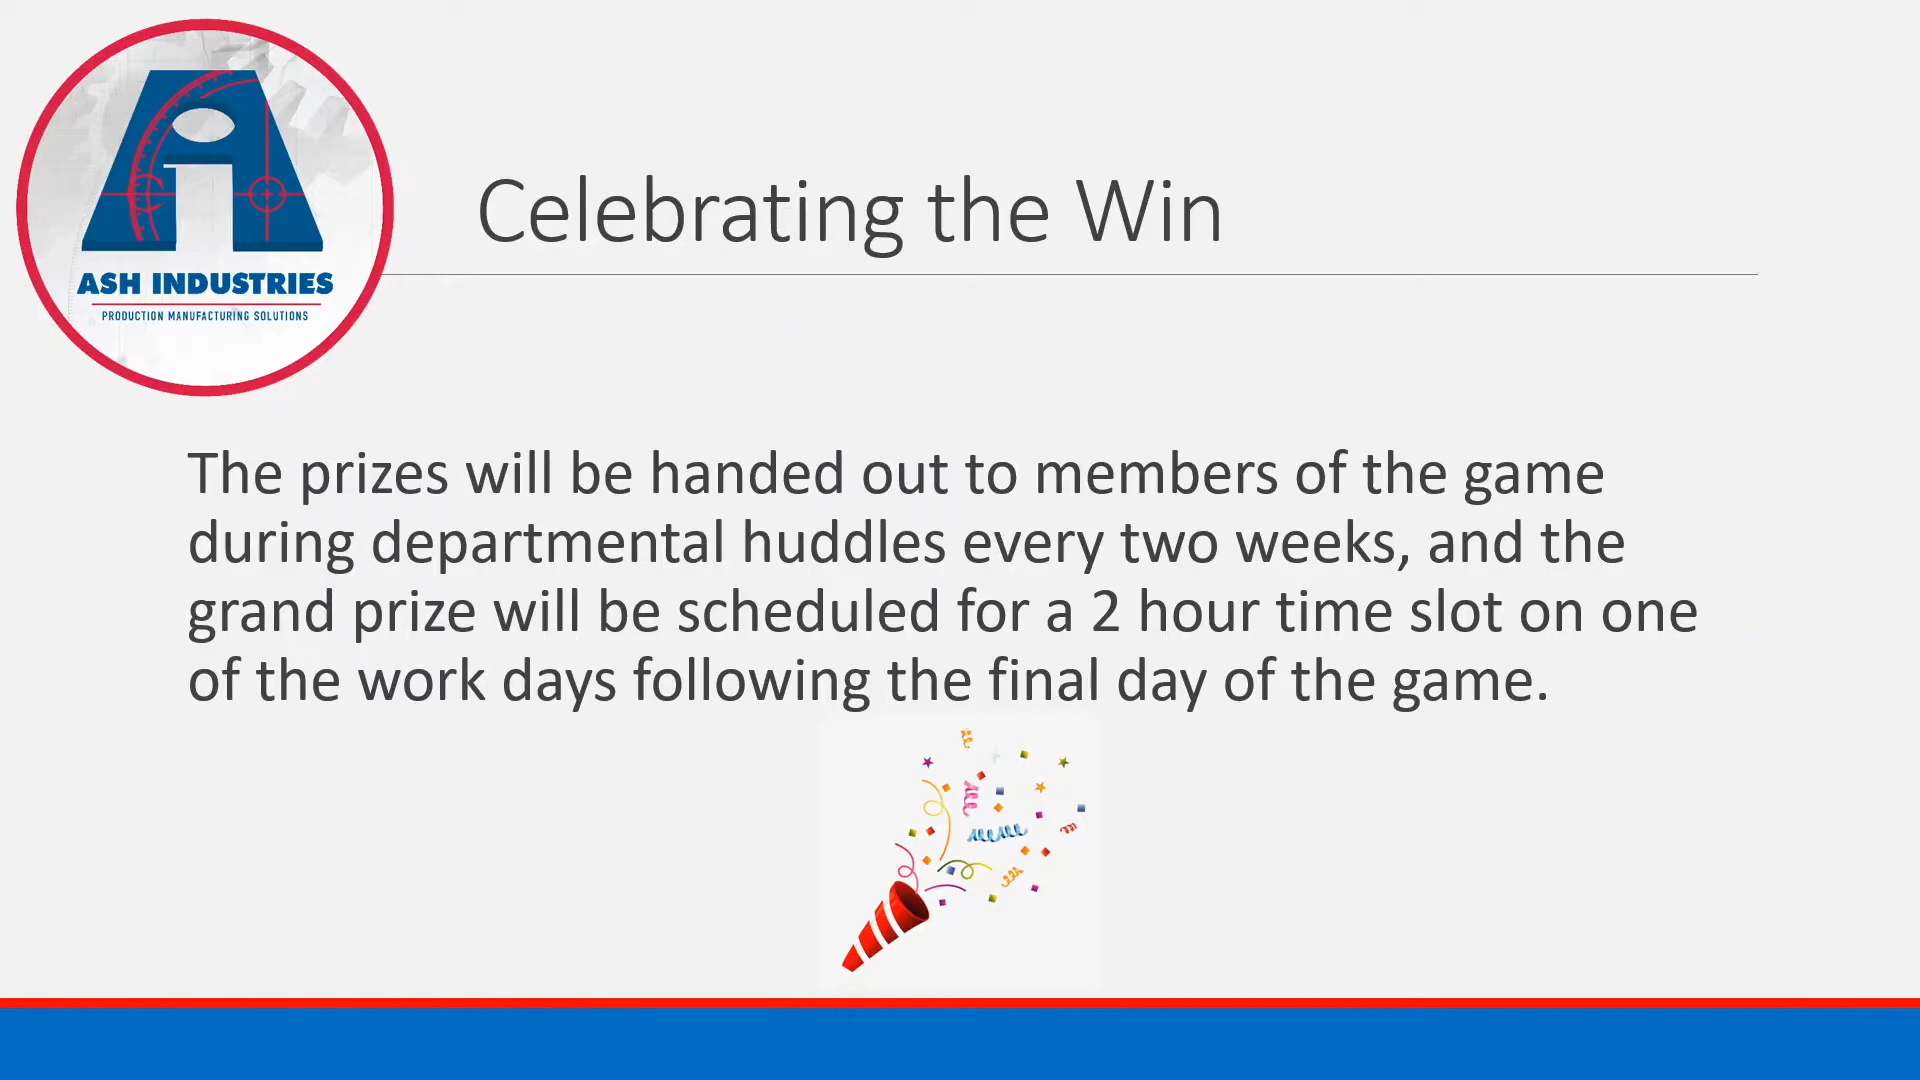 ASH INDUSTRIES
PRODUCTION MANUFACTURING SOLUTIONS
Celebrating the Win
The prizes will be handed out to members of the game
during departmental huddles every two weeks, and the
grand prize will be scheduled for a 2 hour time slot on one
of the work days following the final day of the game.